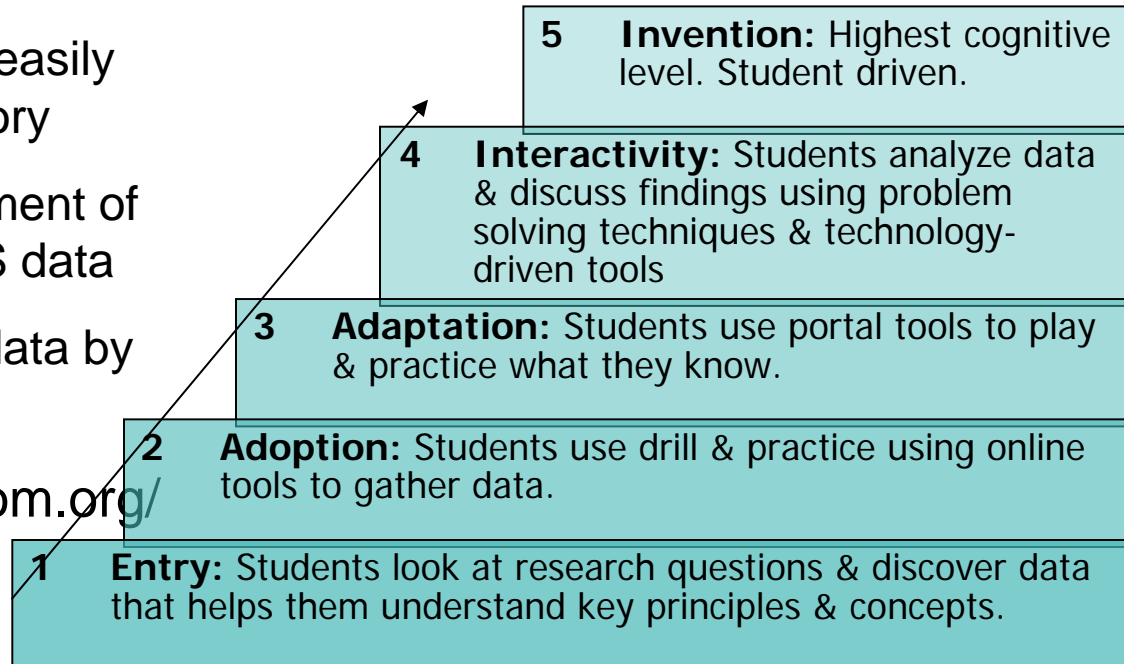 easily
ory
ment of
S data
data by
om.org/
5 Invention: Highest cognitive
level. Student driven.
4 Interactivity: Students analyze data
& discuss findings using problem
solving techniques & technology-
driven tools
3 Adaptation: Students use portal tools to play
& practice what they know.
2 Adoption: Students use drill & practice using online
tools to gather data.
1 Entry: Students look at research questions & discover data
that helps them understand key principles & concepts.